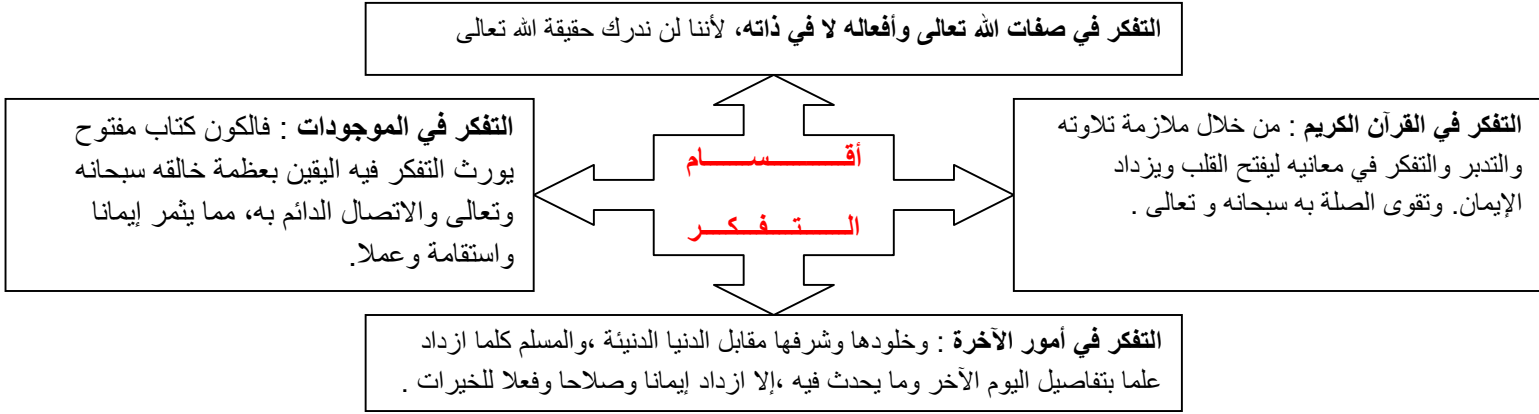 التفكر في صفات الله تعالى وأفعاله لا في ذاته، لأننا لن ندرك حقيقة الله تعالى
التفكر في القرآن الكريم : من خلال ملازمة تلاوته
والتدبر والتفكر في معانيه ليفتح القلب ويزداد
الإيمان. وتقوى الصلة به سبحانه و تعالى .
أقـــــســـــام
الـــتـــفـــكـــر
التفكر في الموجودات : فالكون كتاب مفتوح
يورث التفكر فيه اليقين بعظمة خالقه سبحانه
وتعالى والاتصال الدائم به، مما يثمر إيمانا
واستقامة وعملا.
التفكر في أمور الآخرة : وخلودها وشرفها مقابل الدنيا الدنيئة ،والمسلم كلما ازداد
علما بتفاصيل اليوم الآخر وما يحدث فيه ،إلا ازداد إيمانا وصلاحا وفعلا للخيرات .